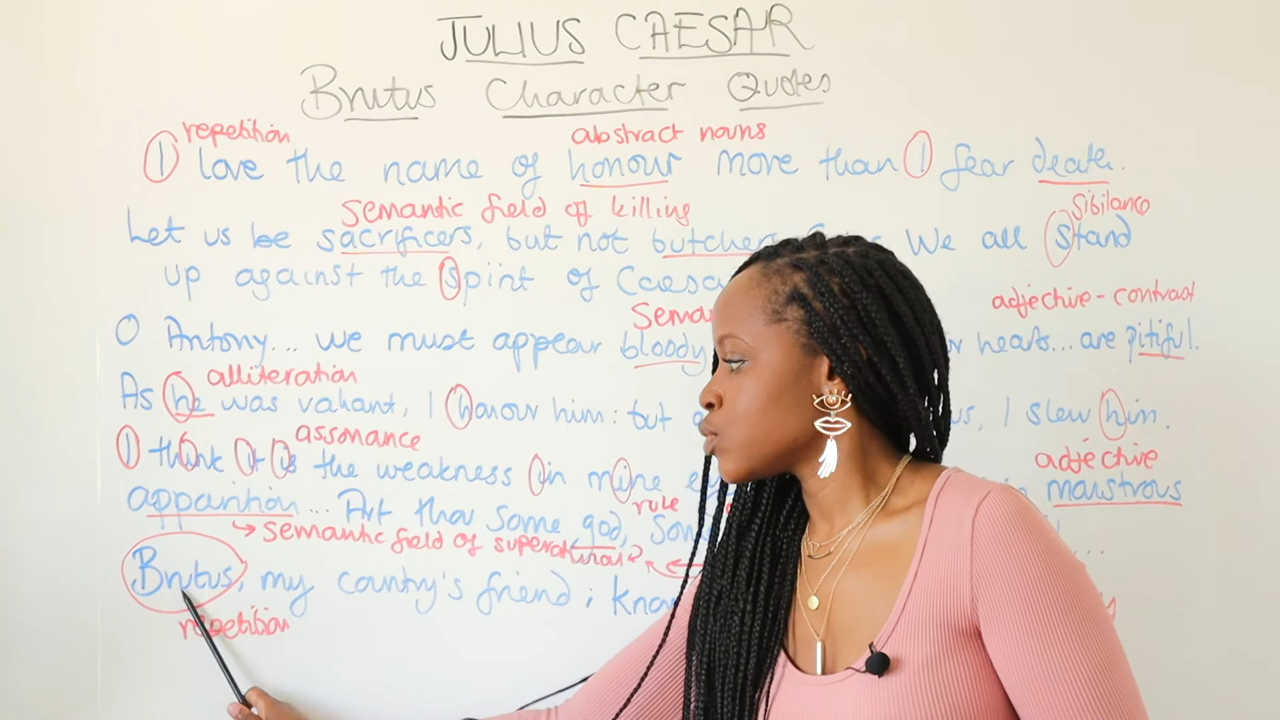 JULIUS CAESAR
Brutus Character Quotes
repetition abstract nouns
I love the name of honour more than I fear death.
semantic field of killing sibilance
Let us be sacrificers, but not butchers We all stand
up against the spirit of Caesa
Sema adjective - contrast
O Antony... we must appear bloody hearts... are pitiful.
alliteration
As he was valiant, I honour him: but I slew him.
assonance
I think it is the weakness in mine adjective
apparition... Art thou some god, monstrous
rule
semantic field of supernatural?
Brutus, my country's friend; know
repetition